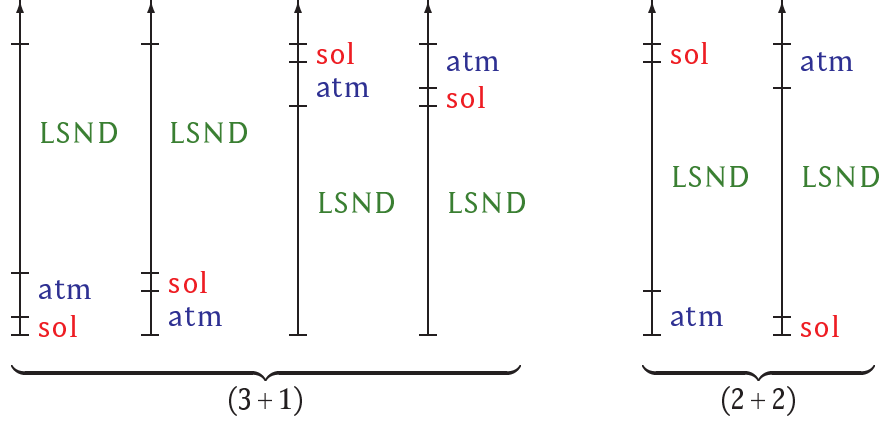 sol atm sol atm
atm sol
LSND LSND
LSND LSND
LSND LSND
atm sol
sol atm atm sol
(3 + 1) (2 + 2)